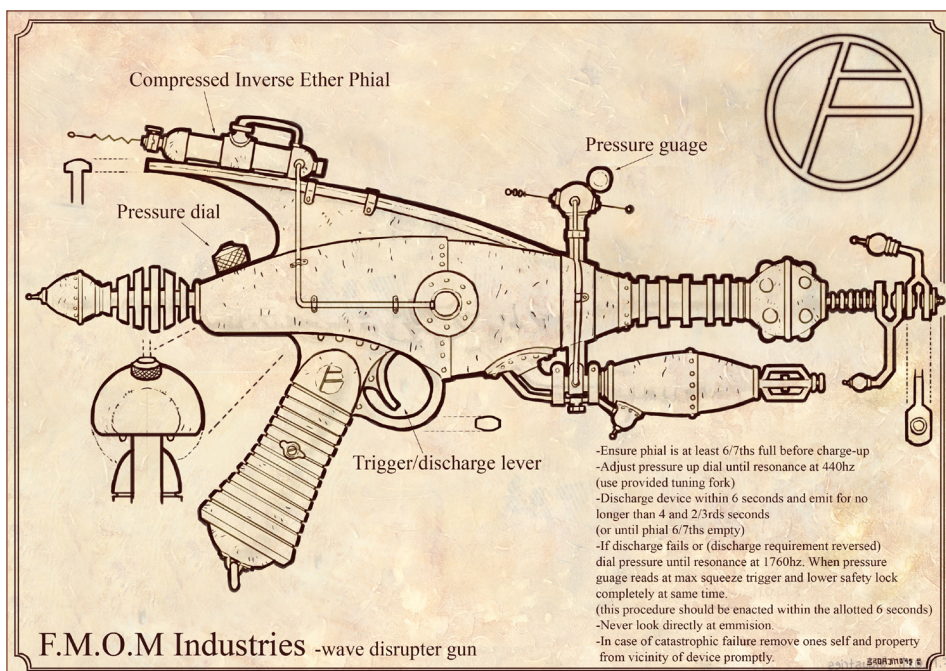 Compressed Inverse Ether Phial
Pressure guage
Pressure dial
Trigger/discharge lever
-Ensure phial is at least 6/7ths full before charge-up
-Adjust pressure up dial until resonance at 440hz
(use provided tuning fork)
-Discharge device within 6 seconds and emit for no
longer than 4 and 2/3rds seconds
(or until phial 6/7ths empty)
-If discharge fails or (discharge requirement reversed)
dial pressure until resonance at 1760hz. When pressure
guage reads at max squeeze trigger and lower safety lock
completely at same time.
(this procedure should be enacted within the allotted 6 seconds)
-Never look directly at emmision.
-In case of catastrophic failure remove ones self and property
from vicinity of device promptly.
F.M.O.M Industries -wave disrupter gun